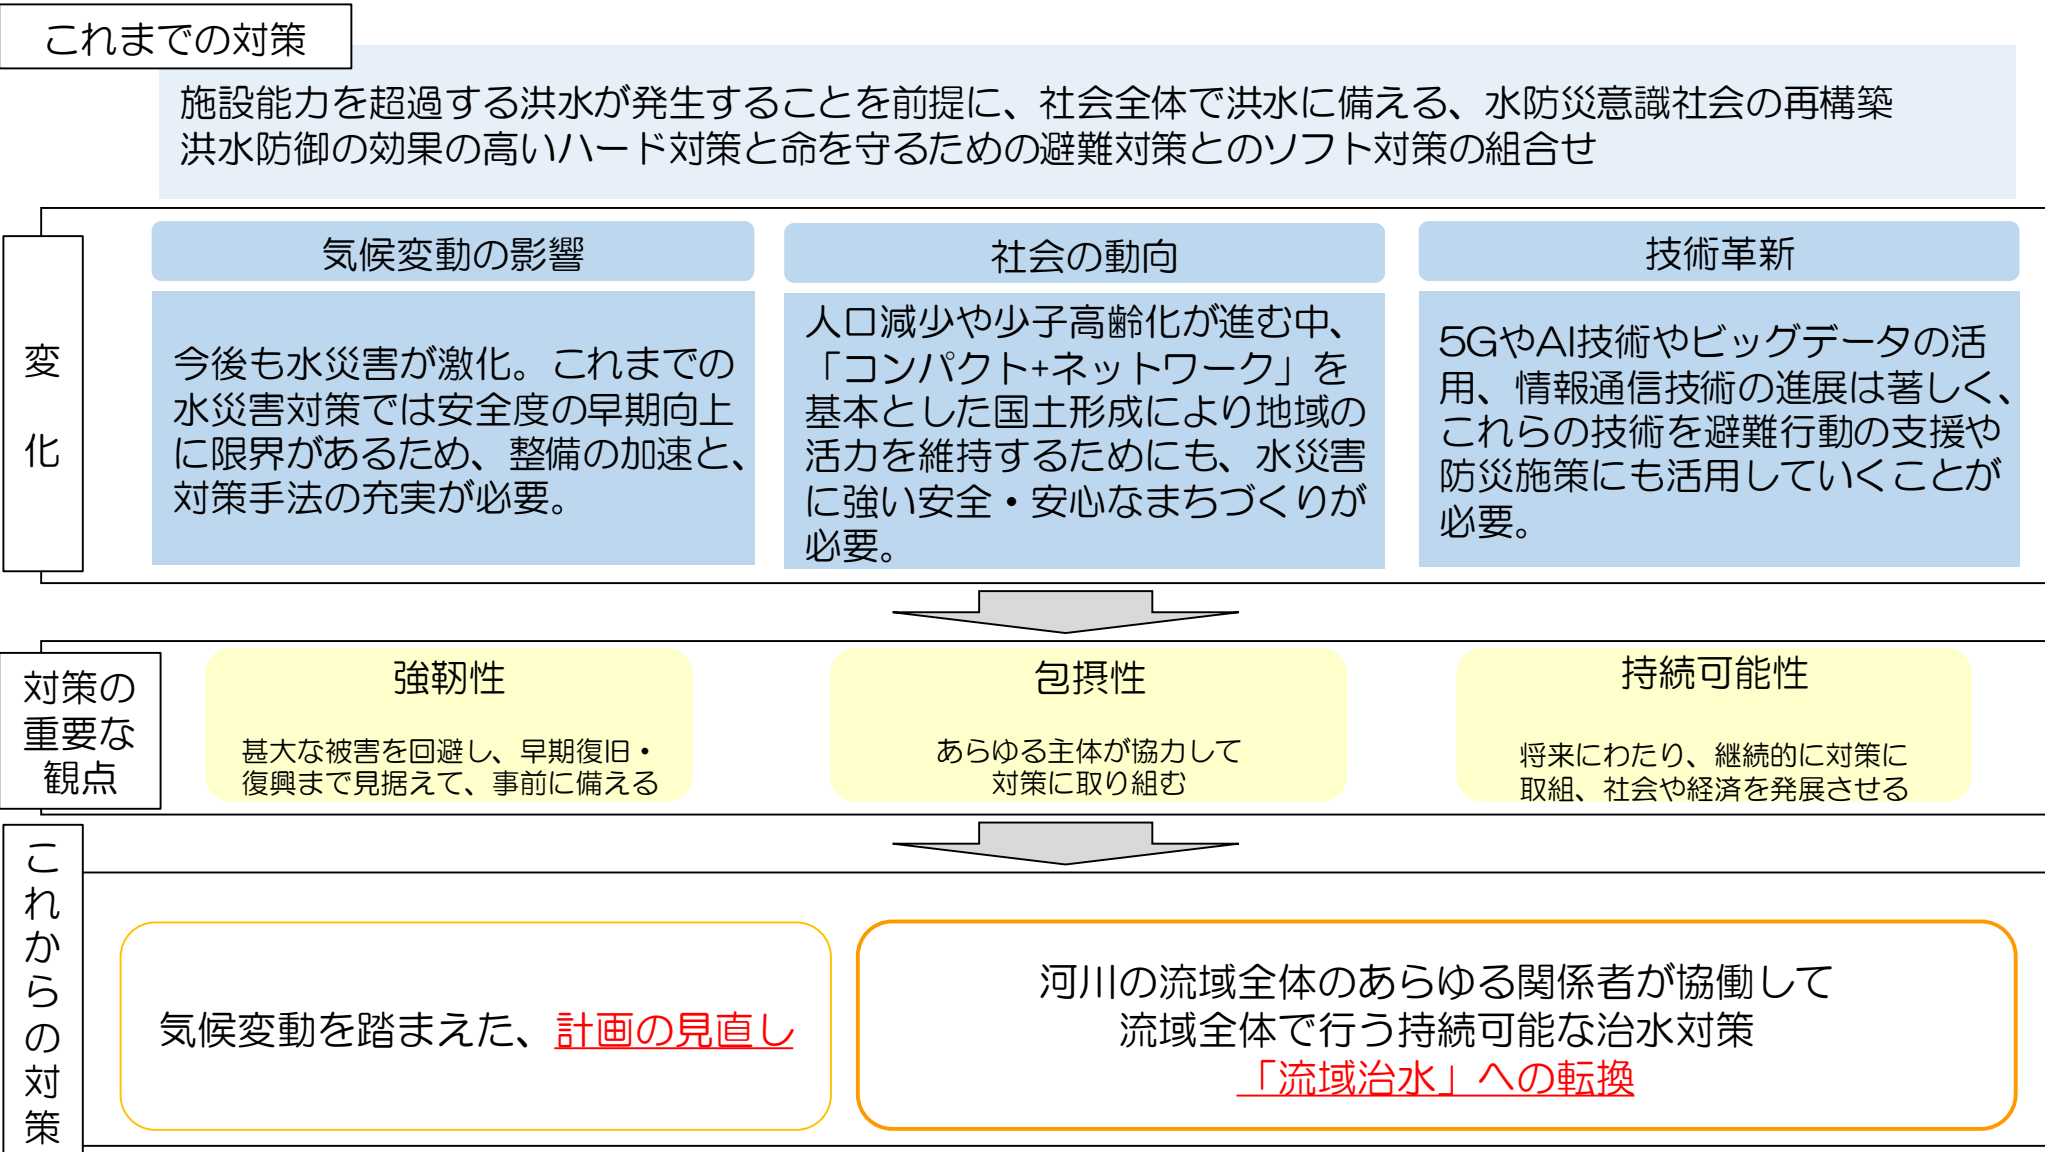 これまでの対策
施設能力を超過する洪水が発生することを前提に、社会全体で洪水に備える、水防災意識社会の再構築
洪水防御の効果の高いハード対策と命を守るための避難対策とのソフト対策の組合せ
変
化
気候変動の影響
今後も水災害が激化。これまでの
水災害対策では安全度の早期向上
に限界があるため、整備の加速と、
対策手法の充実が必要。
社会の動向
人口減少や少子高齢化が進む中、
「コンパクト+ネットワーク」を
基本とした国土形成により地域の
活力を維持するためにも、水災害
に強い安全・安心なまちづくりが
必要。
技術革新
5GやAI技術やビッグデータの活
用、情報通信技術の進展は著しく、
これらの技術を避難行動の支援や
防災施策にも活用していくことが
必要。
対策の
重要な
観点
強靭性
甚大な被害を回避し、早期復旧・
復興まで見据えて、事前に備える
包摂性
あらゆる主体が協力して
対策に取り組む
持続可能性
将来にわたり、継続的に対策に
取組、社会や経済を発展させる
こ
れ
か
ら
の
対
策
気候変動を踏まえた、計画の見直し
河川の流域全体のあらゆる関係者が協働して
流域全体で行う持続可能な治水対策
「流域治水」への転換